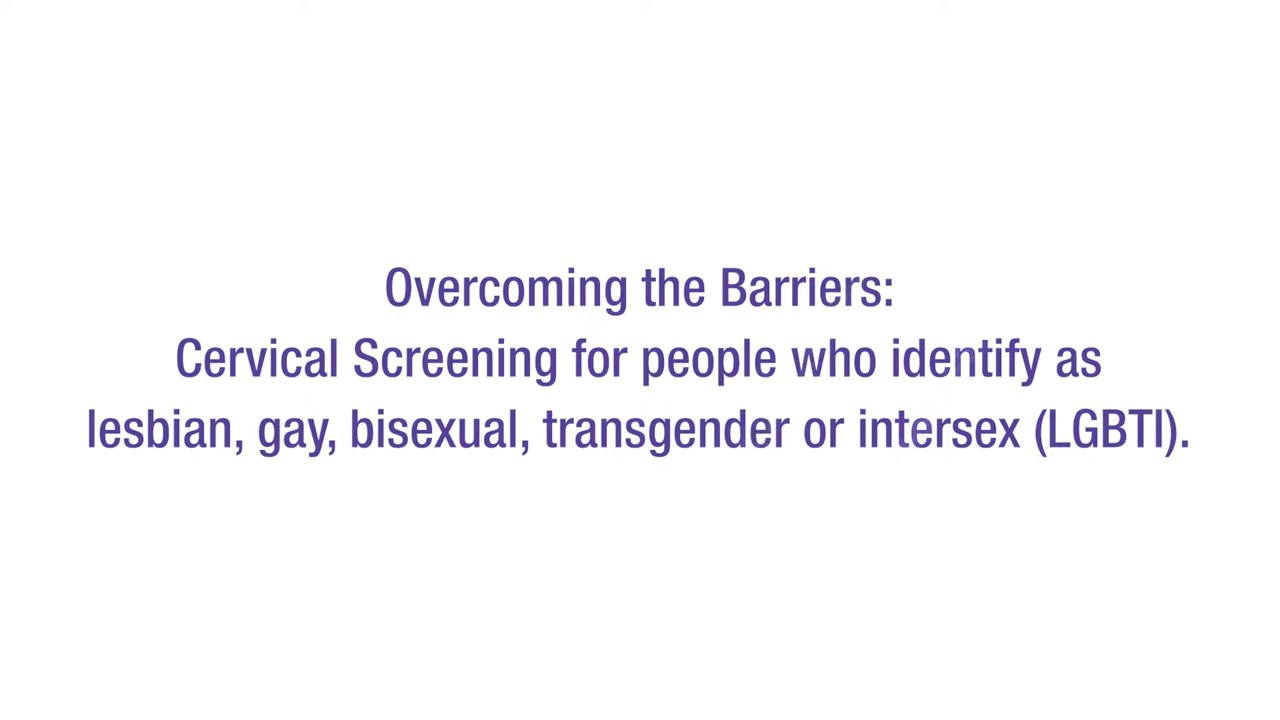 Overcoming the Barriers:
Cervical Screening for people who identify as
lesbian, gay, bisexual, transgender or intersex (LGBTI).